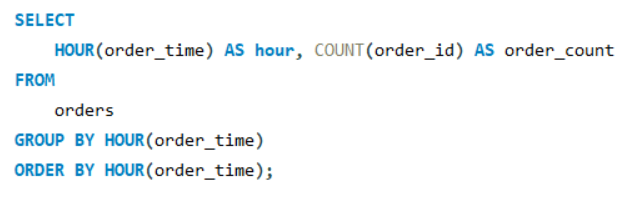 SELECT
HOUR(order_time) AS hour, COUNT(order_id) AS order_count
FROM
orders
GROUP BY HOUR(order_time)
ORDER BY HOUR(order_time);